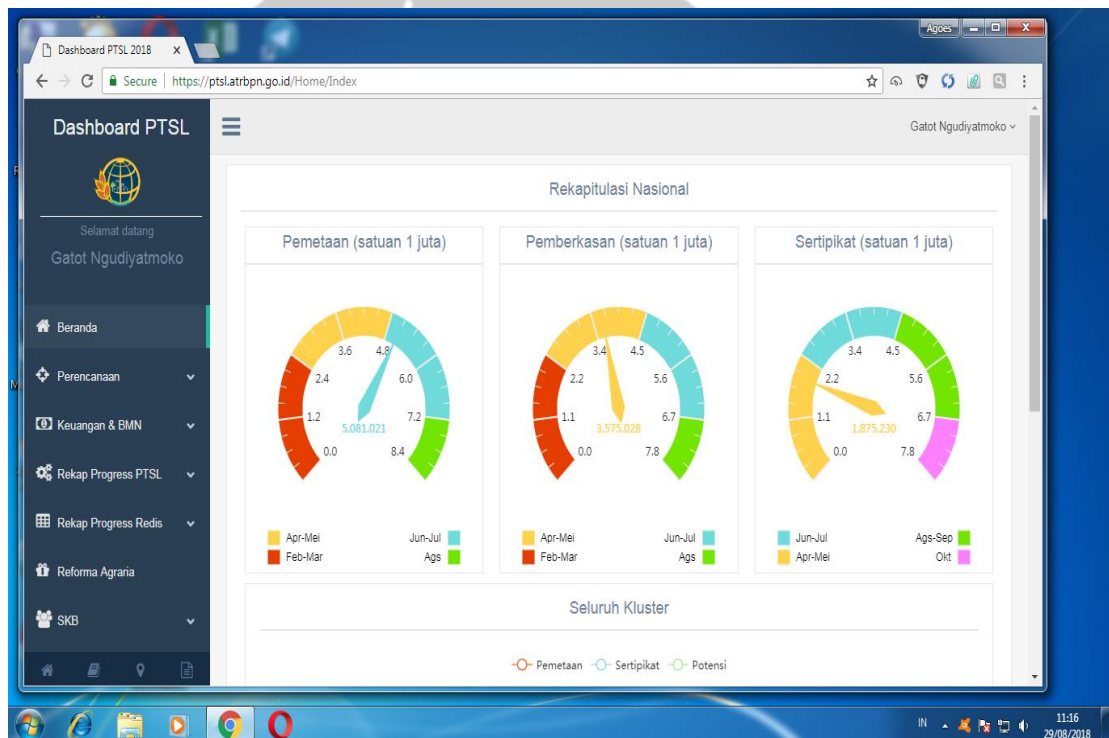 Agoes
Dashboard PTSL 2018
Secure
https://ptsl.atrbpn.go.id/Home/Index
Dashboard PTSL
Gatot Ngudiyatmoko
Selamat datang
Gatot Ngudiyatmoko
Beranda
Perencanaan
Keuangan & BMN
Rekap Progress PTSL
Rekap Progress Redis
Reforma Agraria
SKB
Rekapitulasi Nasional
Pemetaan (satuan 1 juta)
0.0
1.2
2.4
3.6
4.8
6.0
7.2
8.4
5.081.021
Apr-Mei
Jun-Jul
Feb-Mar
Ags
Pemberkasan (satuan 1 juta)
0.0
1.1
2.2
3.4
4.5
5.6
6.7
7.8
3.575.028
Apr-Mei
Jun-Jul
Feb-Mar
Ags
Sertipikat (satuan 1 juta)
0.0
1.1
2.2
3.4
4.5
5.6
6.7
7.8
1.875.230
Jun-Jul
Ags-Sep
Apr-Mei
Okt
Seluruh Kluster
Pemetaan
Sertipikat
Potensi
IN
11:16
29/08/2018